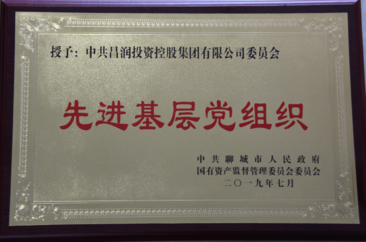 授予：中共昌润投资控股集团有限公司委员会
先进基层党组织
中共聊城市人民政府
国有资产监督管理委员会委员会
二〇一九年七月